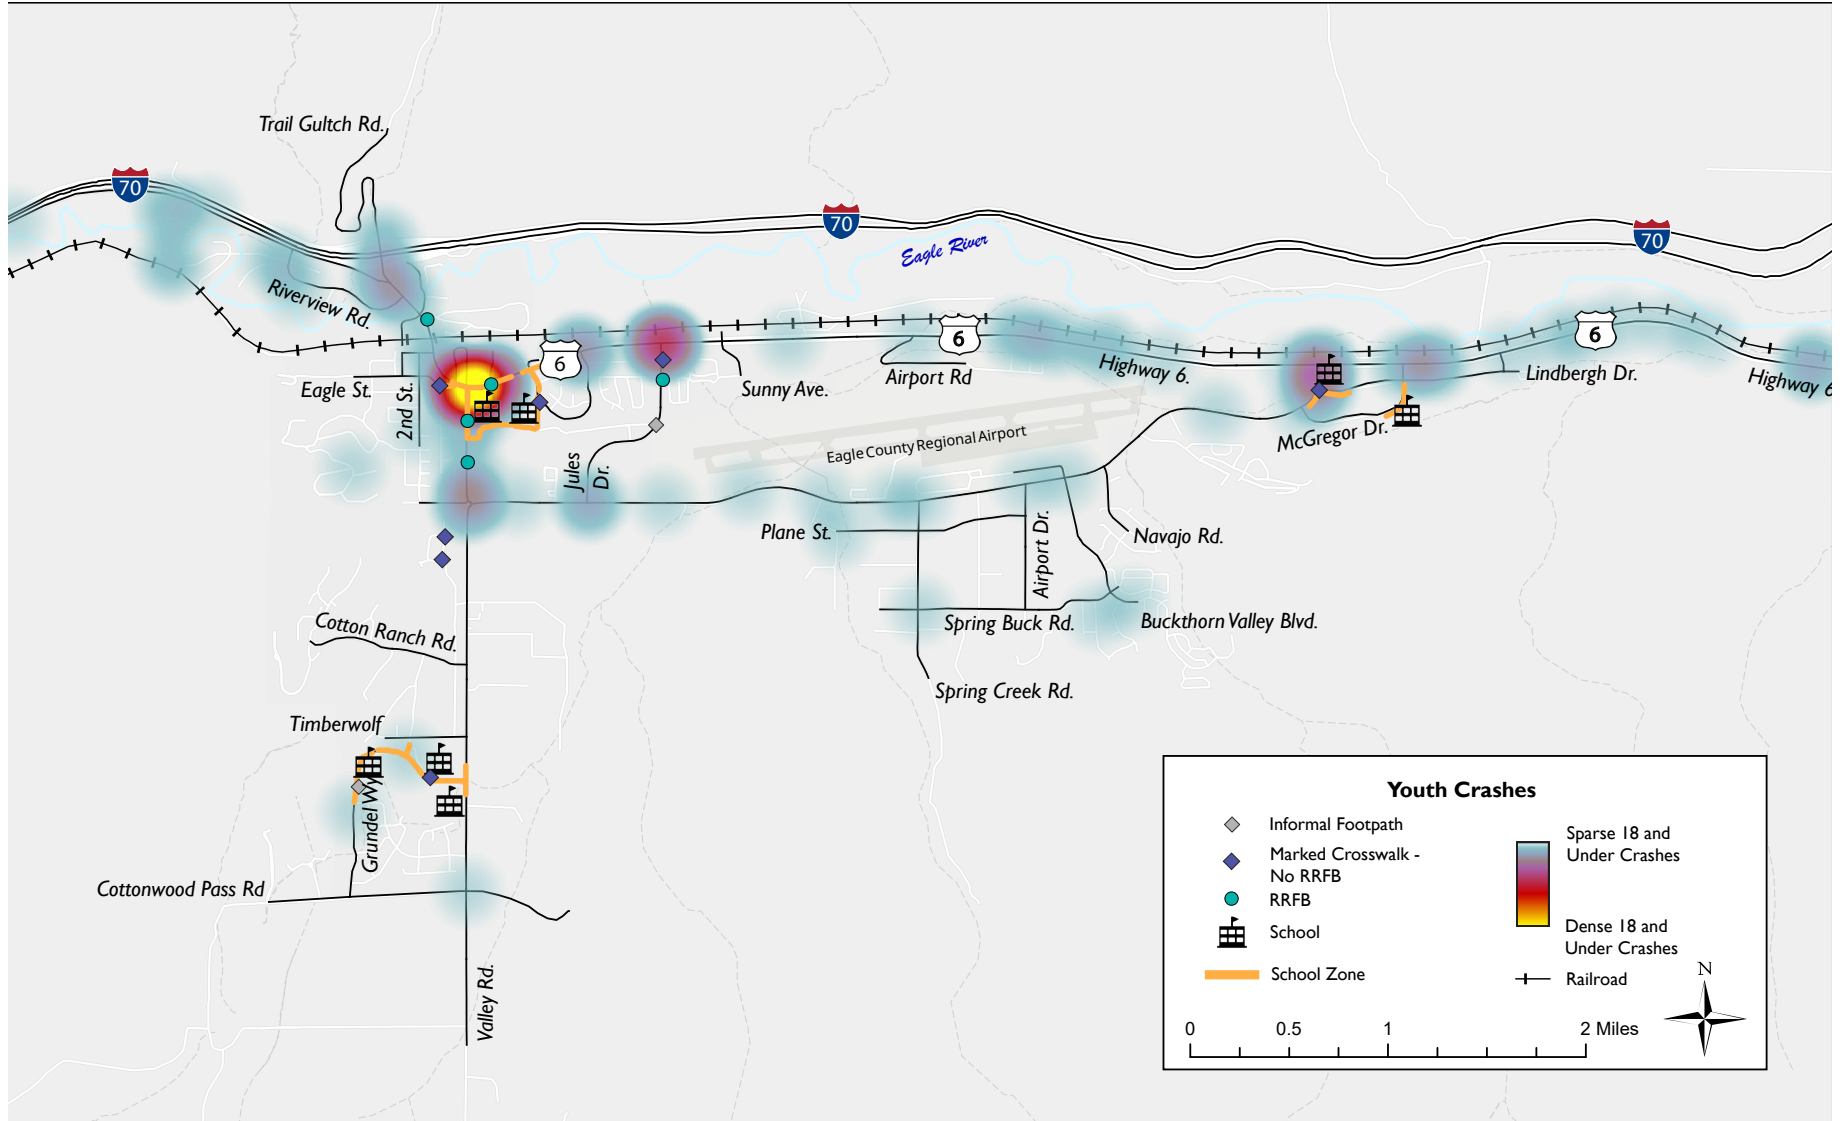 Trail Gultch Rd.
70
70
70
Eagle River
Riverview Rd.
6
6
6
Eagle St.
2nd St.
Sunny Ave.
Airport Rd
Highway 6.
Lindbergh Dr.
Highway 6
McGregor Dr.
Eagle County Regional Airport
Jules
Dr.
Plane St.
Airport Dr.
Navajo Rd.
Cotton Ranch Rd.
Spring Buck Rd.
Buckthorn Valley Blvd.
Spring Creek Rd.
Timberwolf
Grundel Wy
Cottonwood Pass Rd
Valley Rd.
Youth Crashes
Informal Footpath
Marked Crosswalk -
No RRFB
RRFB
School
School Zone
Sparse 18 and
Under Crashes
Dense 18 and
Under Crashes
Railroad
N
0 0.5 1 2 Miles